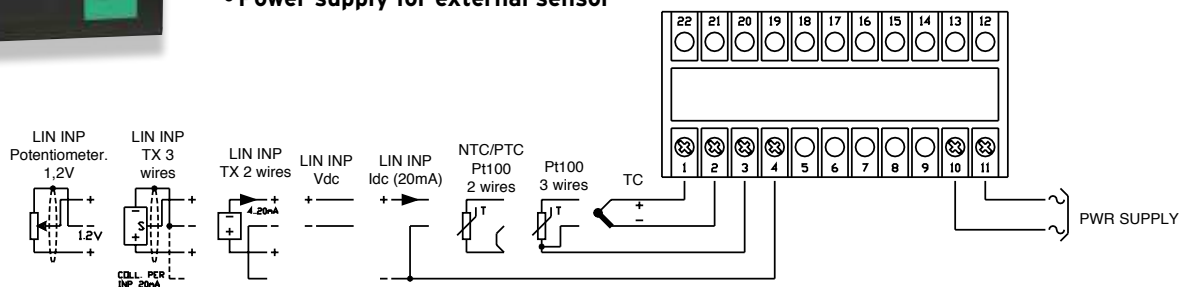 • Power supply for external sensor
22 21 20 19 18 17 16 15 14 13 12
1 2 3 4 5 6 7 8 9 10 11
LIN INP
Potentiometer.
1,2V
+
–
1.2V
+
LIN INP
TX 3
wires
–
S
+
+
–
+
COLL. PER
INP 20mA
LIN INP
TX 2 wires
+
4..20mA
–
+
–
LIN INP
Vdc
+
–
LIN INP
Idc (20mA)
+
–
NTC/PTC
Pt100
2 wires
T
Pt100
3 wires
T
TC
+
–
PWR SUPPLY